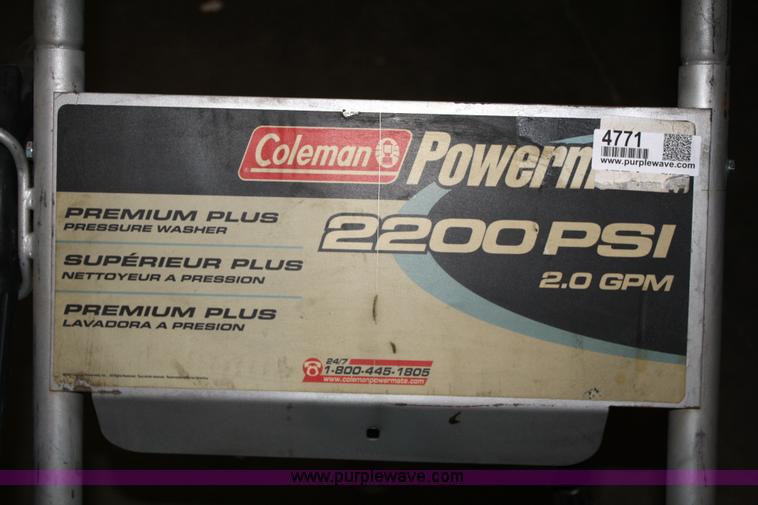 Coleman
Powerm
4771
www.purplewave.com
PREMIUM PLUS
PRESSURE WASHER
SUPÉRIEUR PLUS
NETTOYEUR A PRESSION
PREMIUM PLUS
LAVADORA A PRESION
2200 PSI
2.0 GPM
24/7
1-800-445-1805
www.colemanpowermate.com
www.purplewave.com